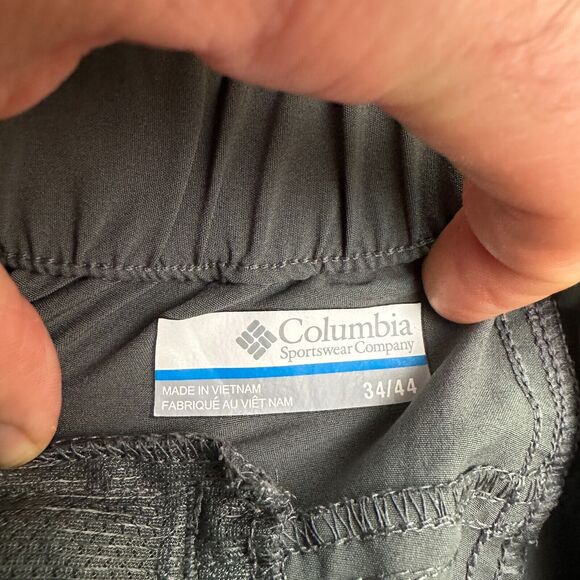 Columbia
Sportswear Company
MADE IN VIETNAM
FABRIQUÉ AU VIÊT NAM
34/44